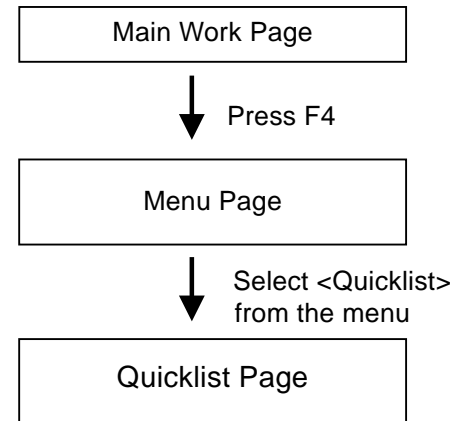 Main Work Page
Press F4
Menu Page
Select <Quicklist>
from the menu
Quicklist Page